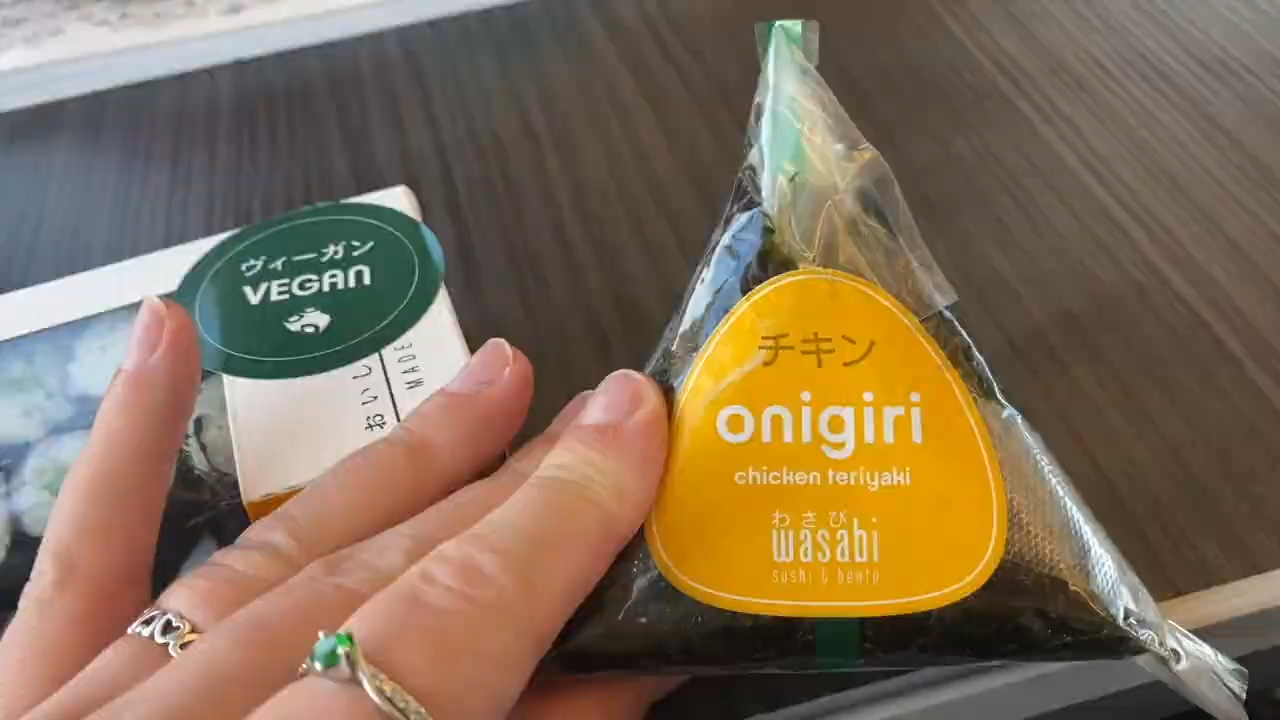 ヴィーガン
VEGAN
おいし
MADE
チキン
onigiri
chicken teriyaki
わさび
wasabi
sushi & bento